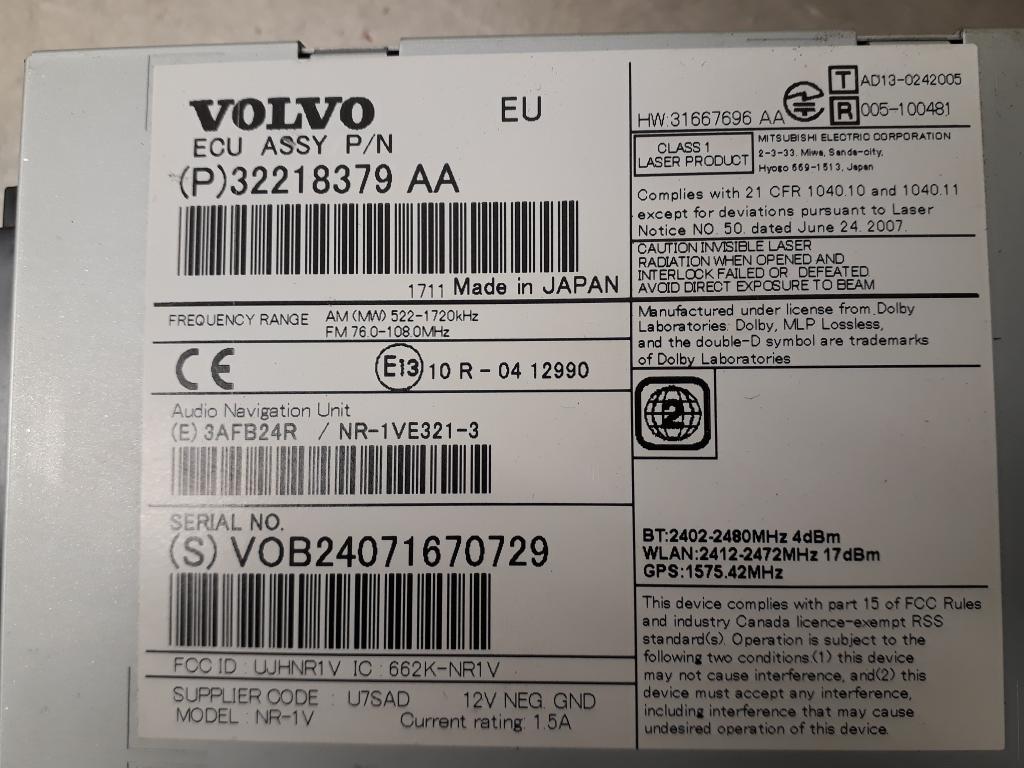 VOLVO
EU
ECU ASSY P/N
(P)32218379 AA
1711 Made in JAPAN
FREQUENCY RANGE
AM (MW) 522-1720kHz
FM 76.0-108.0MHz
CE
E13 10 R - 04 12990
Audio Navigation Unit
(E) 3AFB24R / NR-1VE321-3
SERIAL NO.
(S) VOB24071670729
FCC ID : UJHNR1V IC : 662K-NR1V
SUPPLIER CODE : U7SAD 12V NEG. GND
MODEL : NR-1V Current rating: 1.5A
HW:31667696 AA
T AD13-0242005
R 005-100481
CLASS 1
LASER PRODUCT
MITSUBISHI ELECTRIC CORPORATION
2-3-33, Miwa, Sanda-city,
Hyogo 669-1513, Japan
Complies with 21 CFR 1040.10 and 1040.11
except for deviations pursuant to Laser
Notice NO. 50, dated June 24, 2007.
CAUTION INVISIBLE LASER
RADIATION WHEN OPENED AND
INTERLOCK FAILED OR DEFEATED.
AVOID DIRECT EXPOSURE TO BEAM
Manufactured under license from Dolby
Laboratories. Dolby, MLP Lossless,
and the double-D symbol are trademarks
of Dolby Laboratories
2
BT:2402-2480MHz 4dBm
WLAN:2412-2472MHz 17dBm
GPS:1575.42MHz
This device complies with part 15 of FCC Rules
and industry Canada licence-exempt RSS
standard(s). Operation is subject to the
following two conditions:(1) this device
may not cause interference, and(2) this
device must accept any interference,
including interference that may cause
undesired operation of this device.